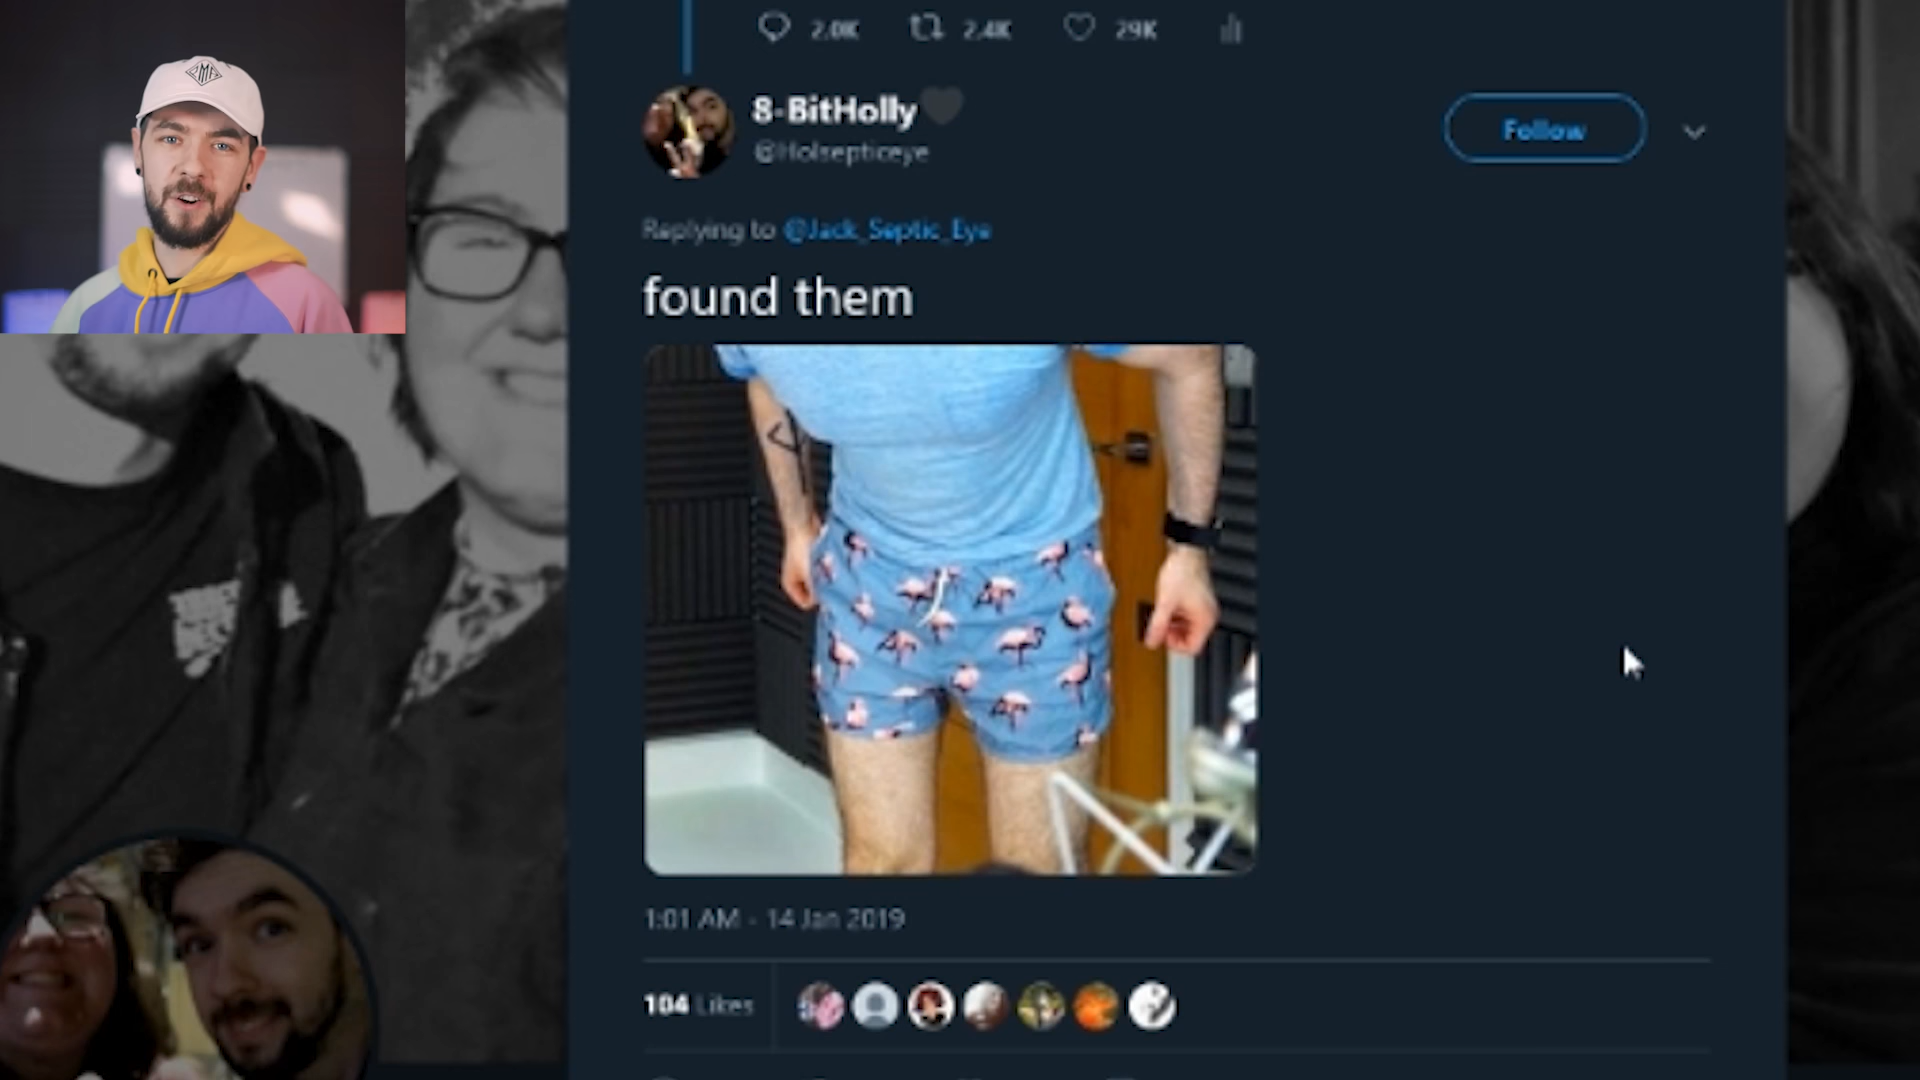 PMA
2.0K 2.4K 29K
8-BitHolly
@Holsepticeye
Follow
Replying to @Jack_Septic_Eye
found them
1:01 AM - 14 Jan 2019
104 Likes